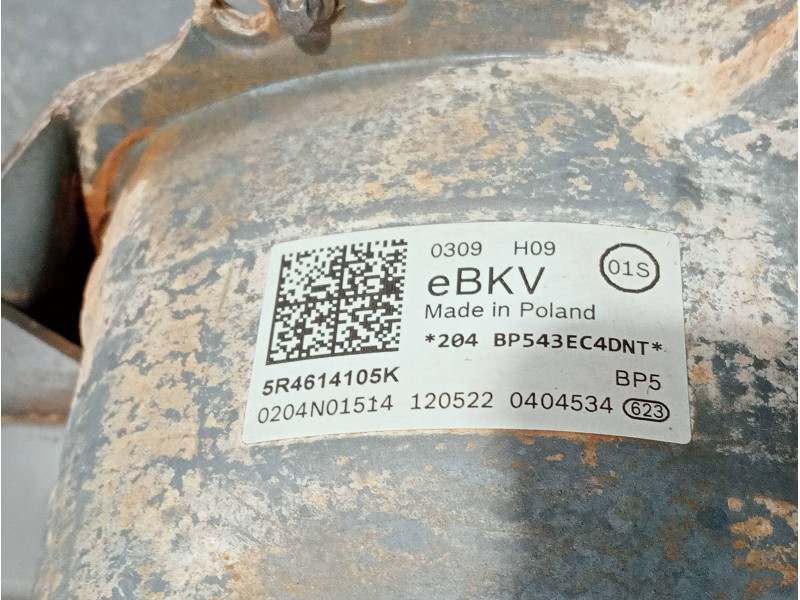 0309 H09
01S
eBKV
Made in Poland
*204 BP543EC4DNT*
5R4614105K
BP5
0204N01514 120522 0404534 623